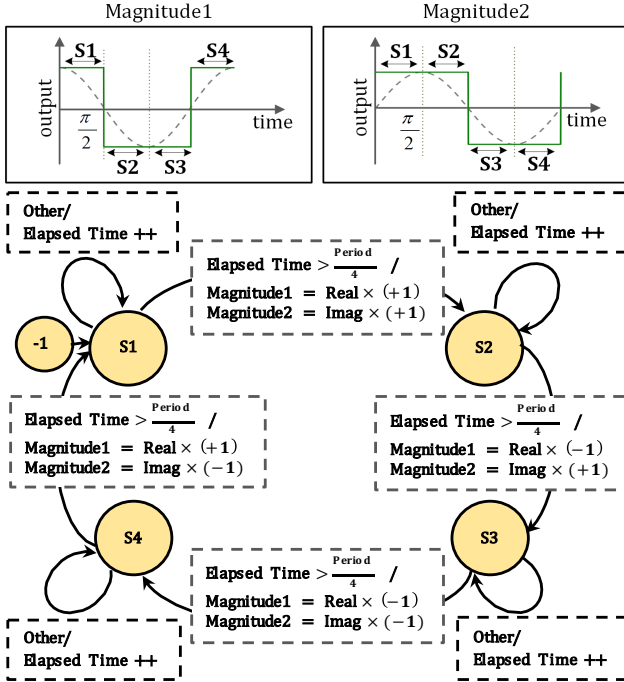 Magnitude1
Magnitude2
S1
S4
output
π/2
time
S2
S3
S1
S2
output
π/2
time
S3
S4
Other/
Elapsed Time ++
Other/
Elapsed Time ++
Elapsed Time > Period/4 /
Magnitude1 = Real × (+1)
Magnitude2 = Imag × (+1)
-1
S1
S2
Elapsed Time > Period/4 /
Magnitude1 = Real × (+1)
Magnitude2 = Imag × (−1)
Elapsed Time > Period/4 /
Magnitude1 = Real × (−1)
Magnitude2 = Imag × (+1)
S4
S3
Elapsed Time > Period/4 /
Magnitude1 = Real × (−1)
Magnitude2 = Imag × (−1)
Other/
Elapsed Time ++
Other/
Elapsed Time ++